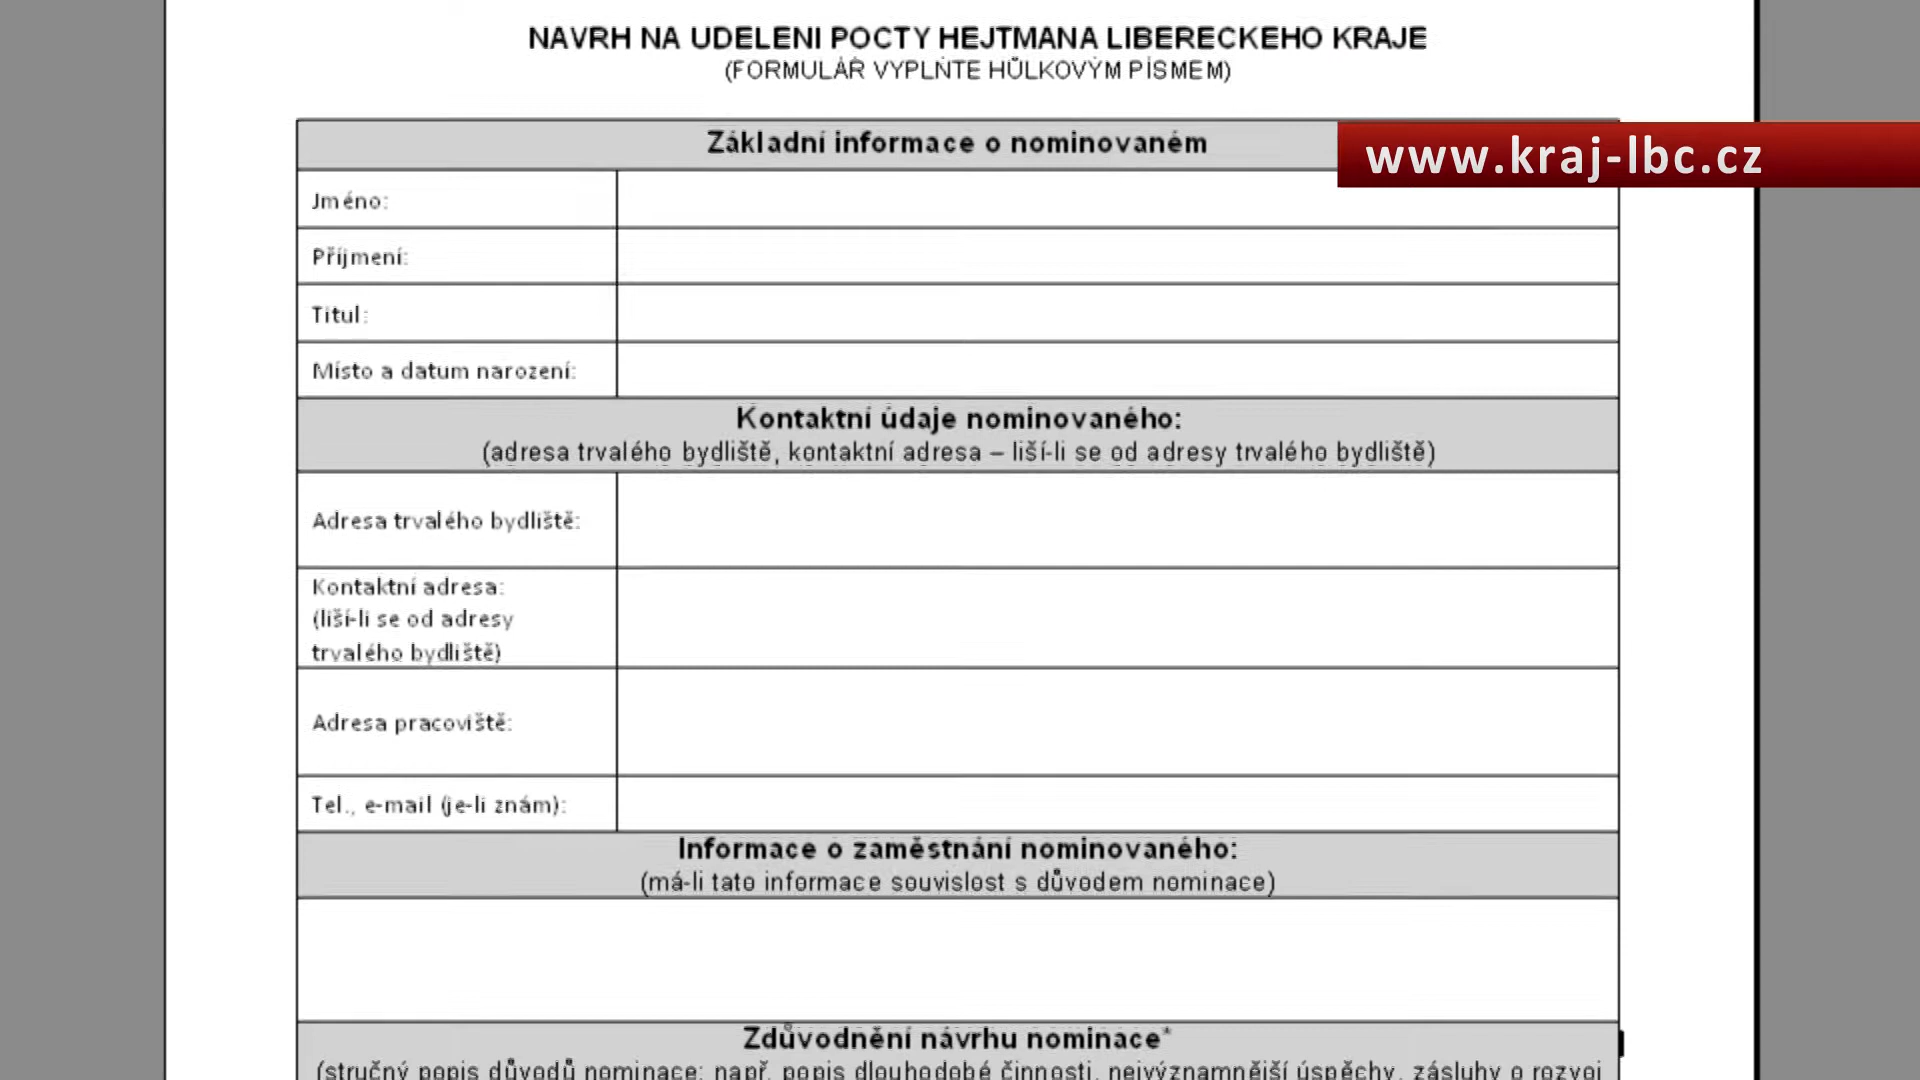 NÁVRH NA UDĚLENÍ POCTY HEJTMANA LIBERECKÉHO KRAJE
(FORMULÁŘ VYPLŇTE HŮLKOVÝM PÍSMEM)
Základní informace o nominovaném
www.kraj-lbc.cz
Jméno:
Příjmení:
Titul:
Místo a datum narození:
Kontaktní údaje nominovaného:
(adresa trvalého bydliště, kontaktní adresa – liší-li se od adresy trvalého bydliště)
Adresa trvalého bydliště:
Kontaktní adresa:
(liší-li se od adresy
trvalého bydliště)
Adresa pracoviště:
Tel., e-mail (je-li znám):
Informace o zaměstnání nominovaného:
(má-li tato informace souvislost s důvodem nominace)
Zdůvodnění návrhu nominace*
(stručný popis důvodů nominace: např. popis dlouhodobé činnosti, nejvýznamnější úspěchy, zásluhy o rozvoj